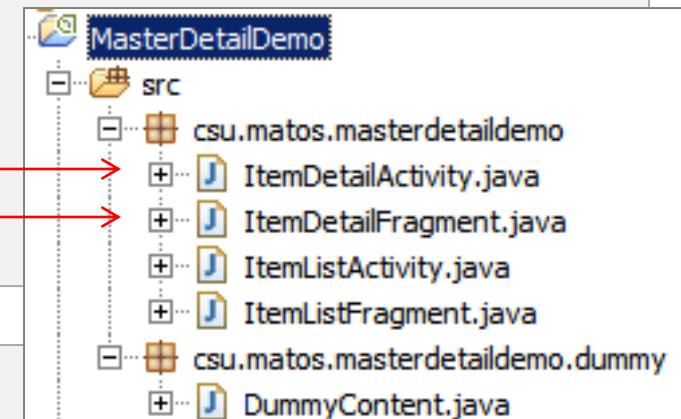 MasterDetailDemo
src
csu.matos.masterdetaildemo
ItemDetailActivity.java
ItemDetailFragment.java
ItemListActivity.java
ItemListFragment.java
csu.matos.masterdetaildemo.dummy
DummyContent.java